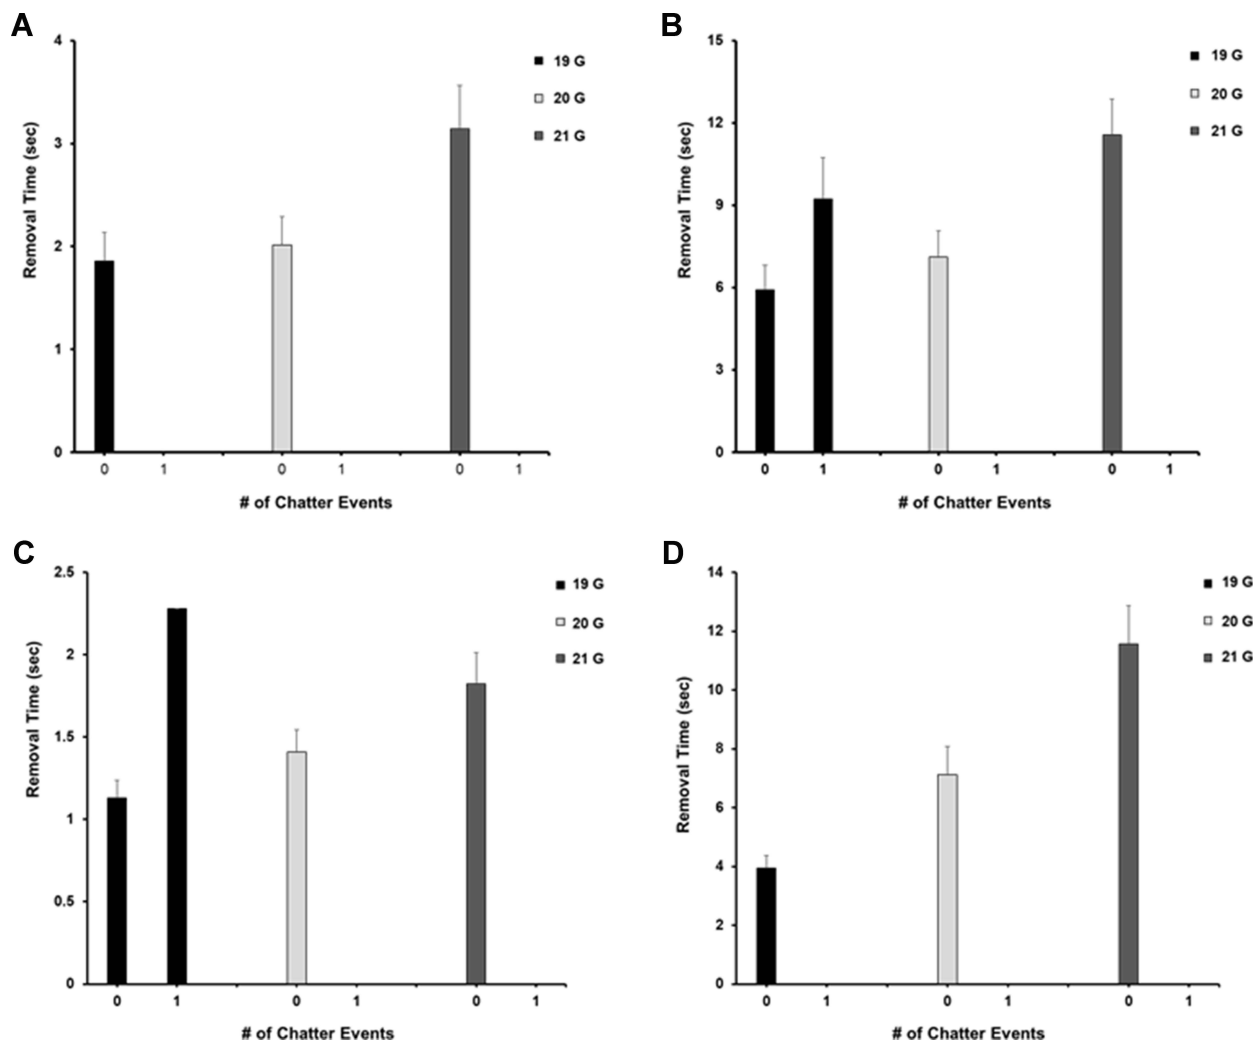 A
Removal Time (sec)
4
3
2
1
0
0 1 0 1 0 1
# of Chatter Events
19 G
20 G
21 G
B
Removal Time (sec)
15
12
9
6
3
0
0 1 0 1 0 1
# of Chatter Events
19 G
20 G
21 G
C
Removal Time (sec)
2.5
2
1.5
1
0.5
0
0 1 0 1 0 1
# of Chatter Events
19 G
20 G
21 G
D
Removal Time (sec)
14
12
10
8
6
4
2
0
0 1 0 1 0 1
# of Chatter Events
19 G
20 G
21 G